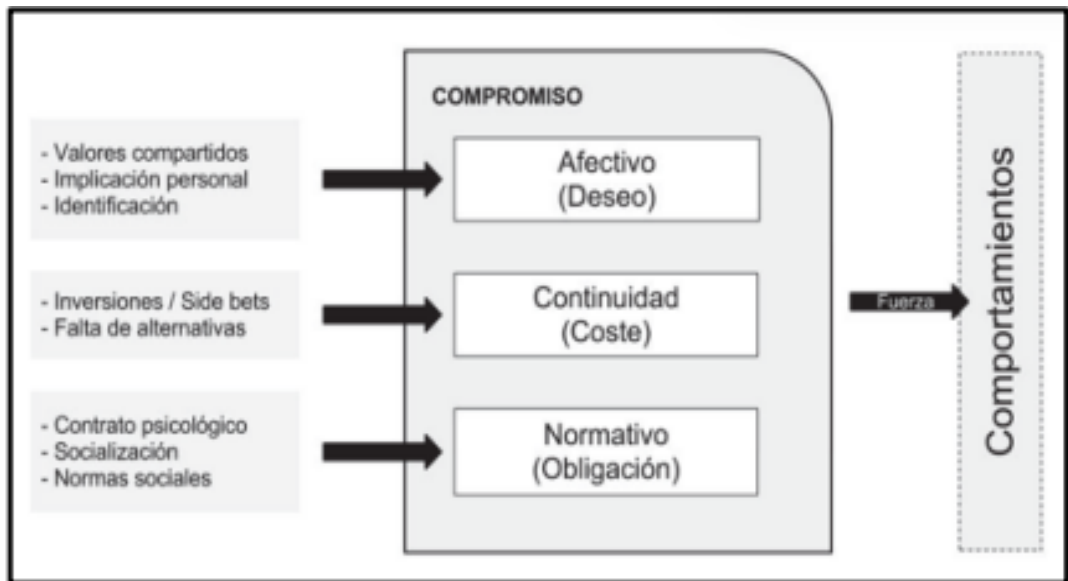 COMPROMISO
- Valores compartidos
- Implicación personal
- Identificación
Afectivo
(Deseo)
- Inversiones / Side bets
- Falta de alternativas
Continuidad
(Coste)
- Contrato psicológico
- Socialización
- Normas sociales
Normativo
(Obligación)
Fuerza
Comportamientos